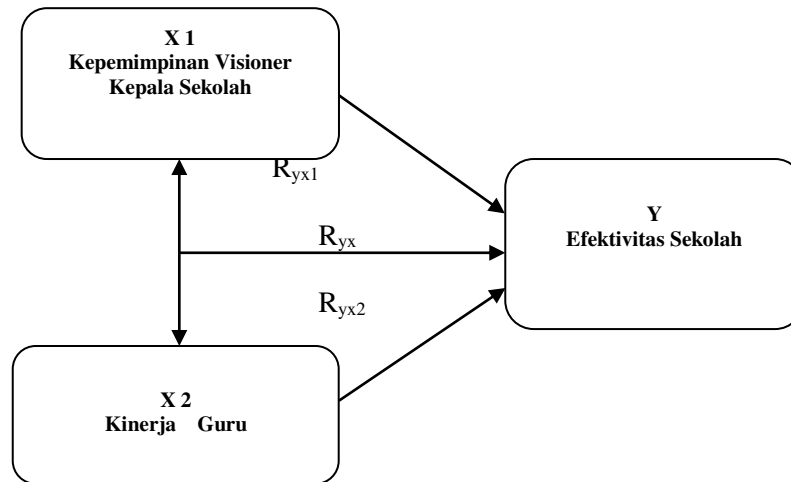 X 1
Kepemimpinan Visioner
Kepala Sekolah
Ryx1
Y
Efektivitas Sekolah
Ryx
Ryx2
X 2
Kinerja Guru